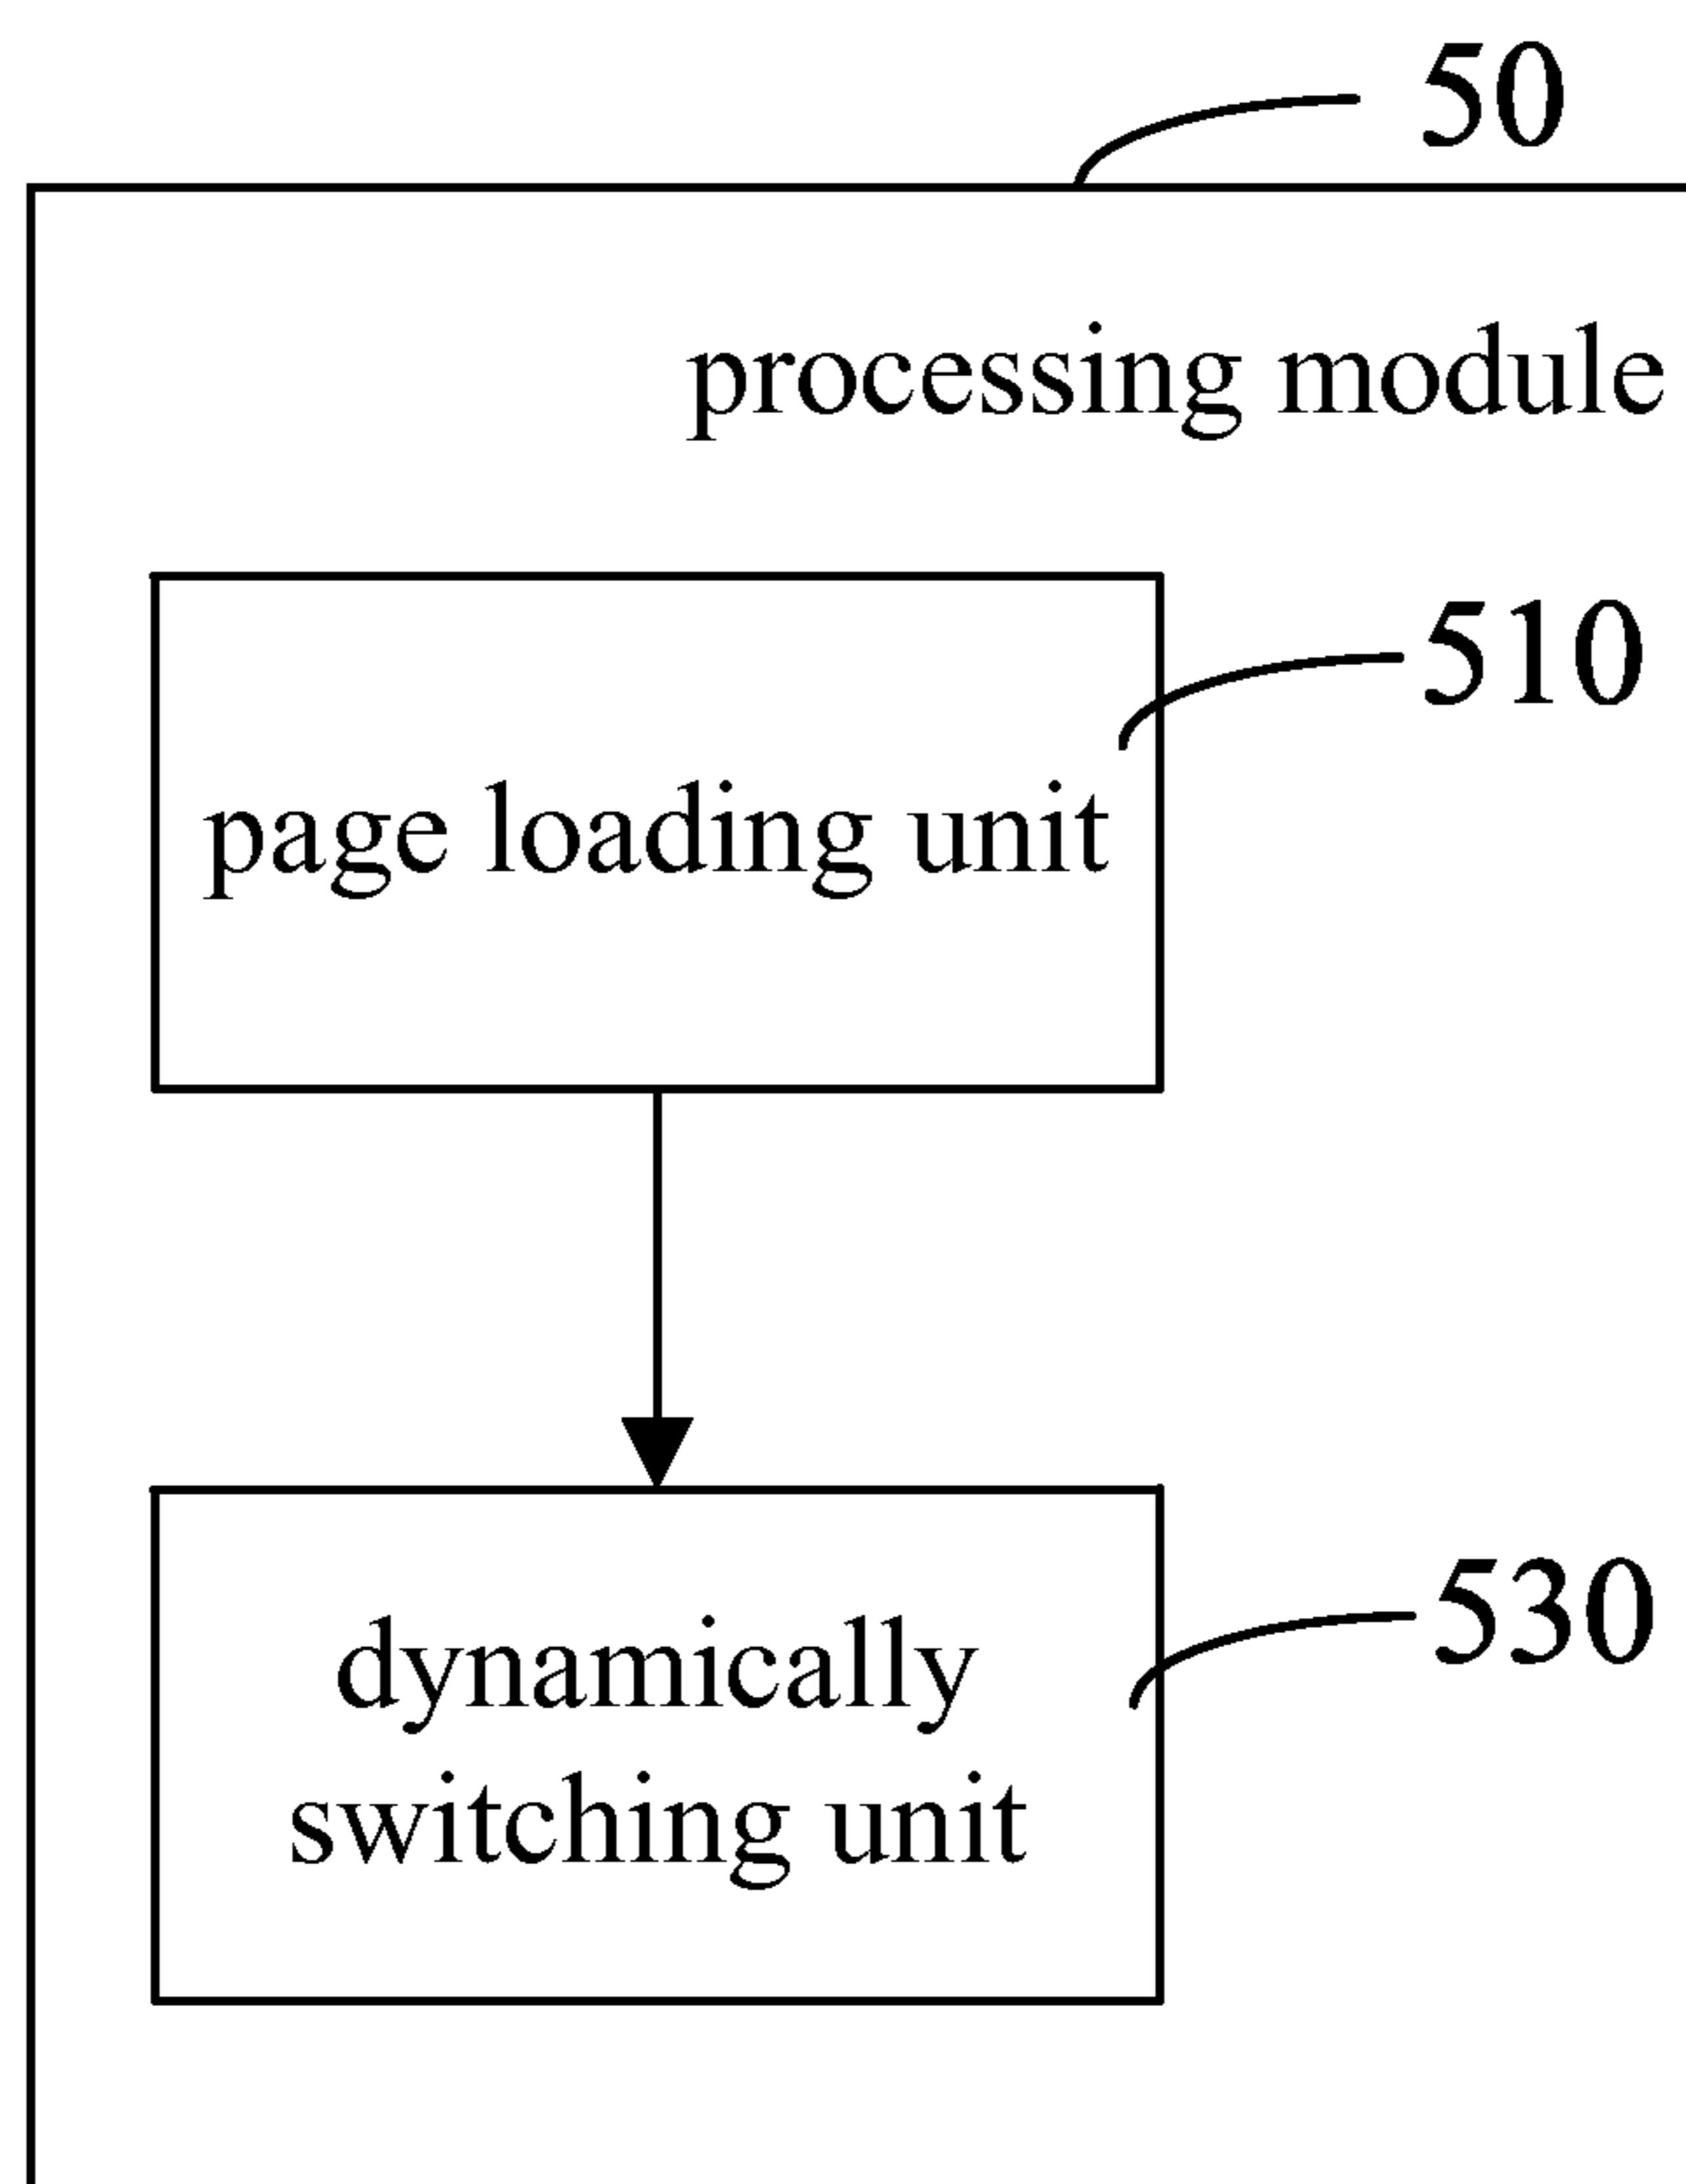 50
processing module
510
page loading unit
530
dynamically
switching unit